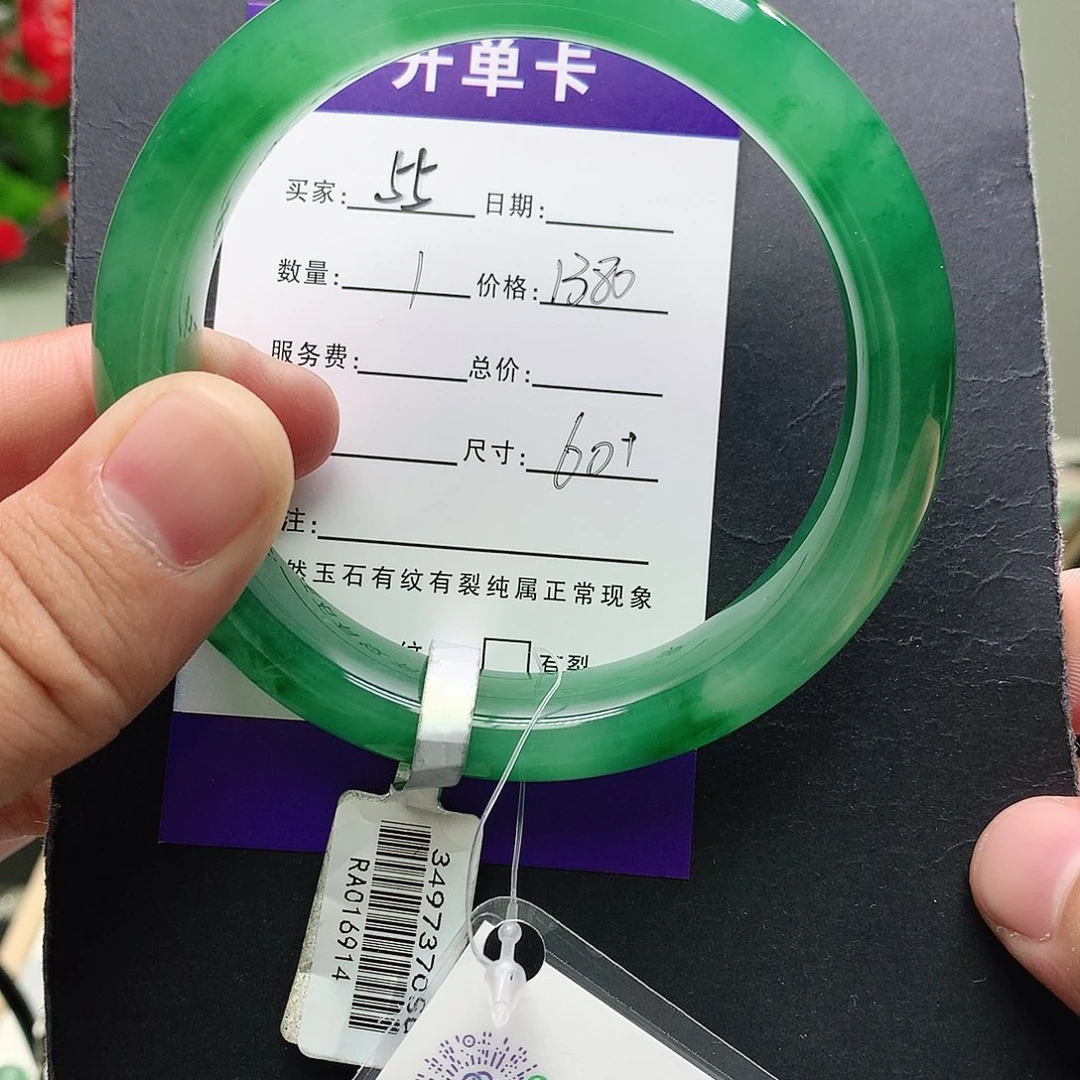 开单卡
买家: 55 日期:
数量: 1 价格: 1380
服务费: 总价:
尺寸: 60+
注:
然玉石有纹有裂纯属正常现象
纹 有裂
RA016914